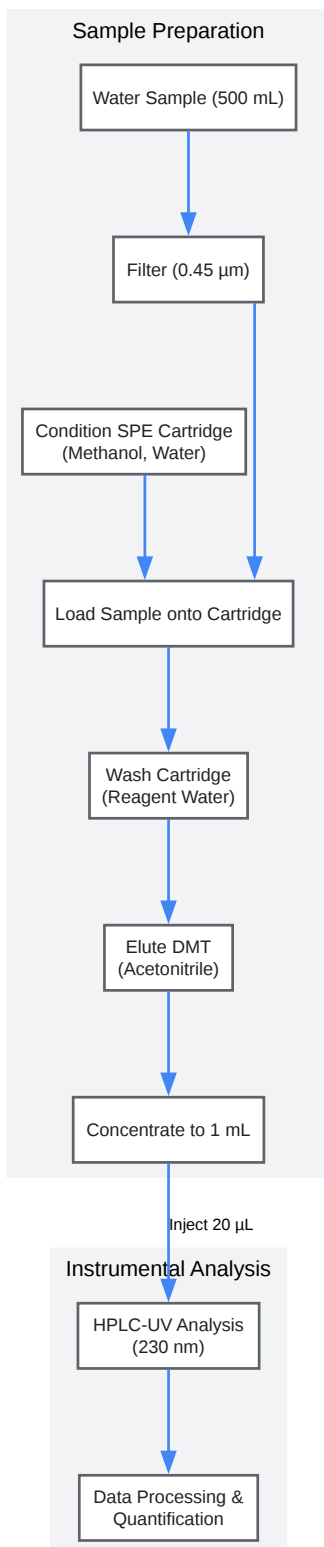 Sample Preparation
Water Sample (500 mL)
Filter (0.45 µm)
Condition SPE Cartridge
(Methanol, Water)
Load Sample onto Cartridge
Wash Cartridge
(Reagent Water)
Elute DMT
(Acetonitrile)
Concentrate to 1 mL
Inject 20 µL
Instrumental Analysis
HPLC-UV Analysis
(230 nm)
Data Processing &
Quantification